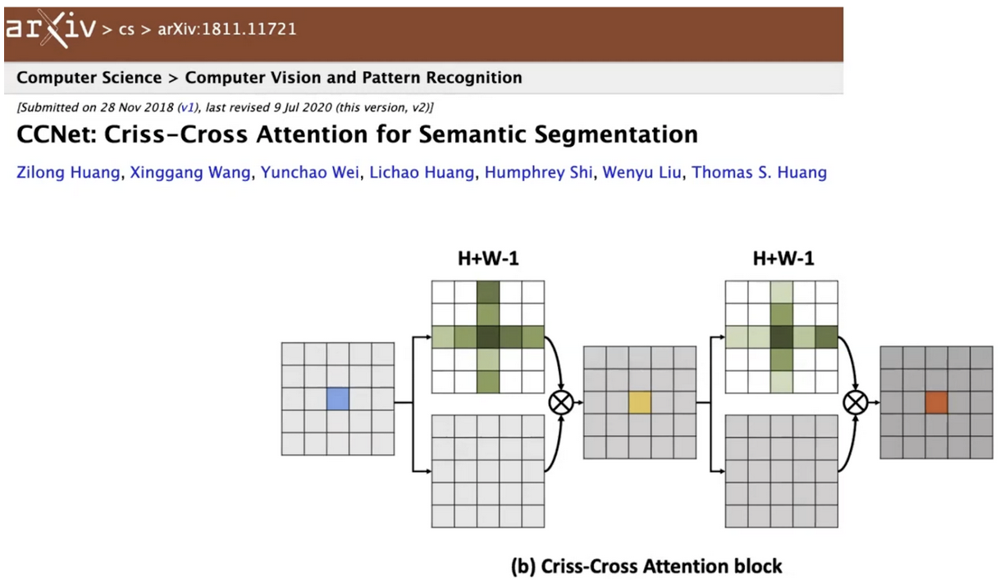 arXiv > cs > arXiv:1811.11721
Computer Science > Computer Vision and Pattern Recognition
[Submitted on 28 Nov 2018 (v1), last revised 9 Jul 2020 (this version, v2)]
CCNet: Criss-Cross Attention for Semantic Segmentation
Zilong Huang, Xinggang Wang, Yunchao Wei, Lichao Huang, Humphrey Shi, Wenyu Liu, Thomas S. Huang
H+W-1 H+W-1
(b) Criss-Cross Attention block